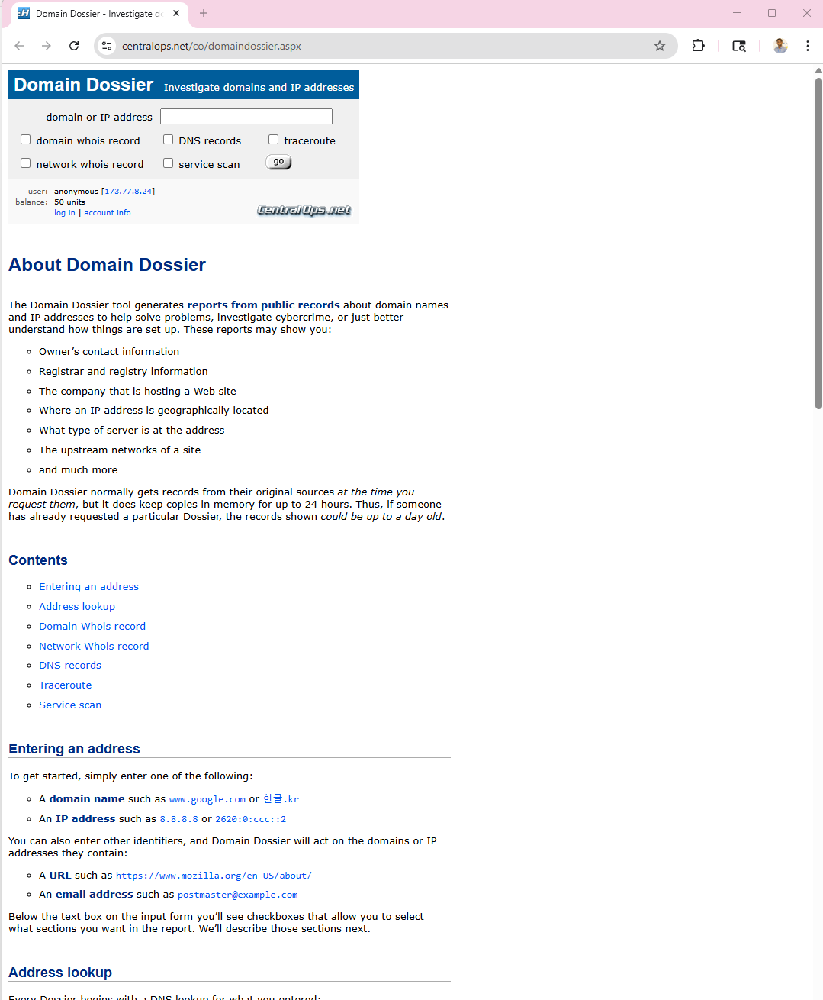 Domain Dossier - Investigate do
centralops.net/co/domaindossier.aspx
Domain Dossier Investigate domains and IP addresses
domain or IP address
domain whois record DNS records traceroute
network whois record service scan go
user: anonymous [173.77.8.24]
balance: 50 units
log in | account info
CentralOps.net
About Domain Dossier
The Domain Dossier tool generates reports from public records about domain names
and IP addresses to help solve problems, investigate cybercrime, or just better
understand how things are set up. These reports may show you:
Owner’s contact information
Registrar and registry information
The company that is hosting a Web site
Where an IP address is geographically located
What type of server is at the address
The upstream networks of a site
and much more
Domain Dossier normally gets records from their original sources at the time you
request them, but it does keep copies in memory for up to 24 hours. Thus, if someone
has already requested a particular Dossier, the records shown could be up to a day old.
Contents
Entering an address
Address lookup
Domain Whois record
Network Whois record
DNS records
Traceroute
Service scan
Entering an address
To get started, simply enter one of the following:
A domain name such as www.google.com or 한글.kr
An IP address such as 8.8.8.8 or 2620:0:ccc::2
You can also enter other identifiers, and Domain Dossier will act on the domains or IP
addresses they contain:
A URL such as https://www.mozilla.org/en-US/about/
An email address such as postmaster@example.com
Below the text box on the input form you’ll see checkboxes that allow you to select
what sections you want in the report. We’ll describe those sections next.
Address lookup
Every Dossier begins with a DNS lookup for what you entered: